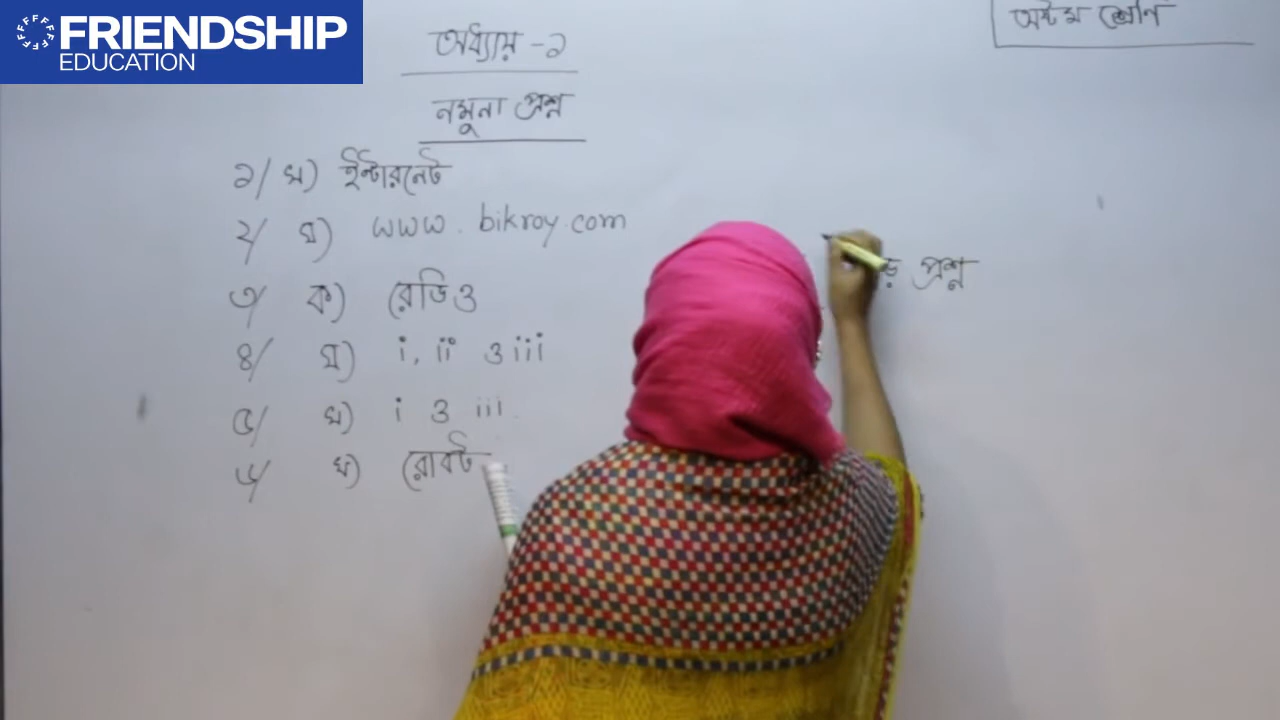 FRIENDSHIP
EDUCATION
অষ্টম শ্রেণি
অধ্যায় -১
নমুনা প্রশ্ন
১/ ঘ) ইন্টারনেট
২/ ঘ) www.bikroy.com
৩/ ক) রেডিও
৪/ ঘ) i, ii ও iii
৫/ খ) i ও iii
৬/ ঘ) রোবট
প্রশ্ন